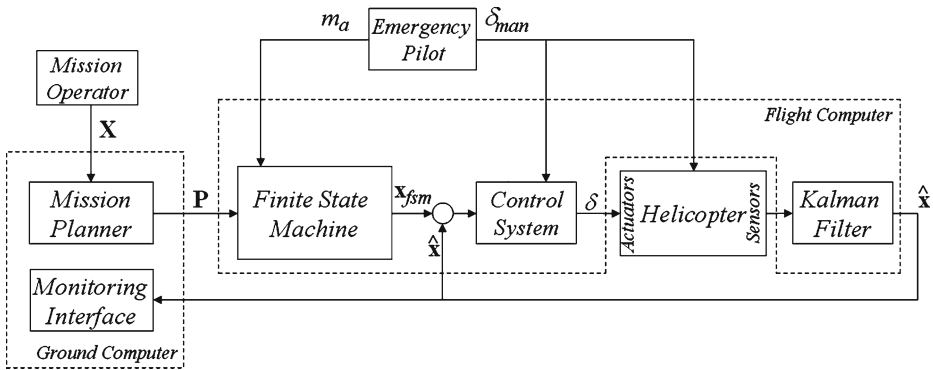 m_a
Emergency
Pilot
δ_man
Mission
Operator
X
Flight Computer
Mission
Planner
P
Finite State
Machine
x_fsm
x̂
Control
System
δ
Actuators
Helicopter
Sensors
Kalman
Filter
x̂
Monitoring
Interface
Ground Computer